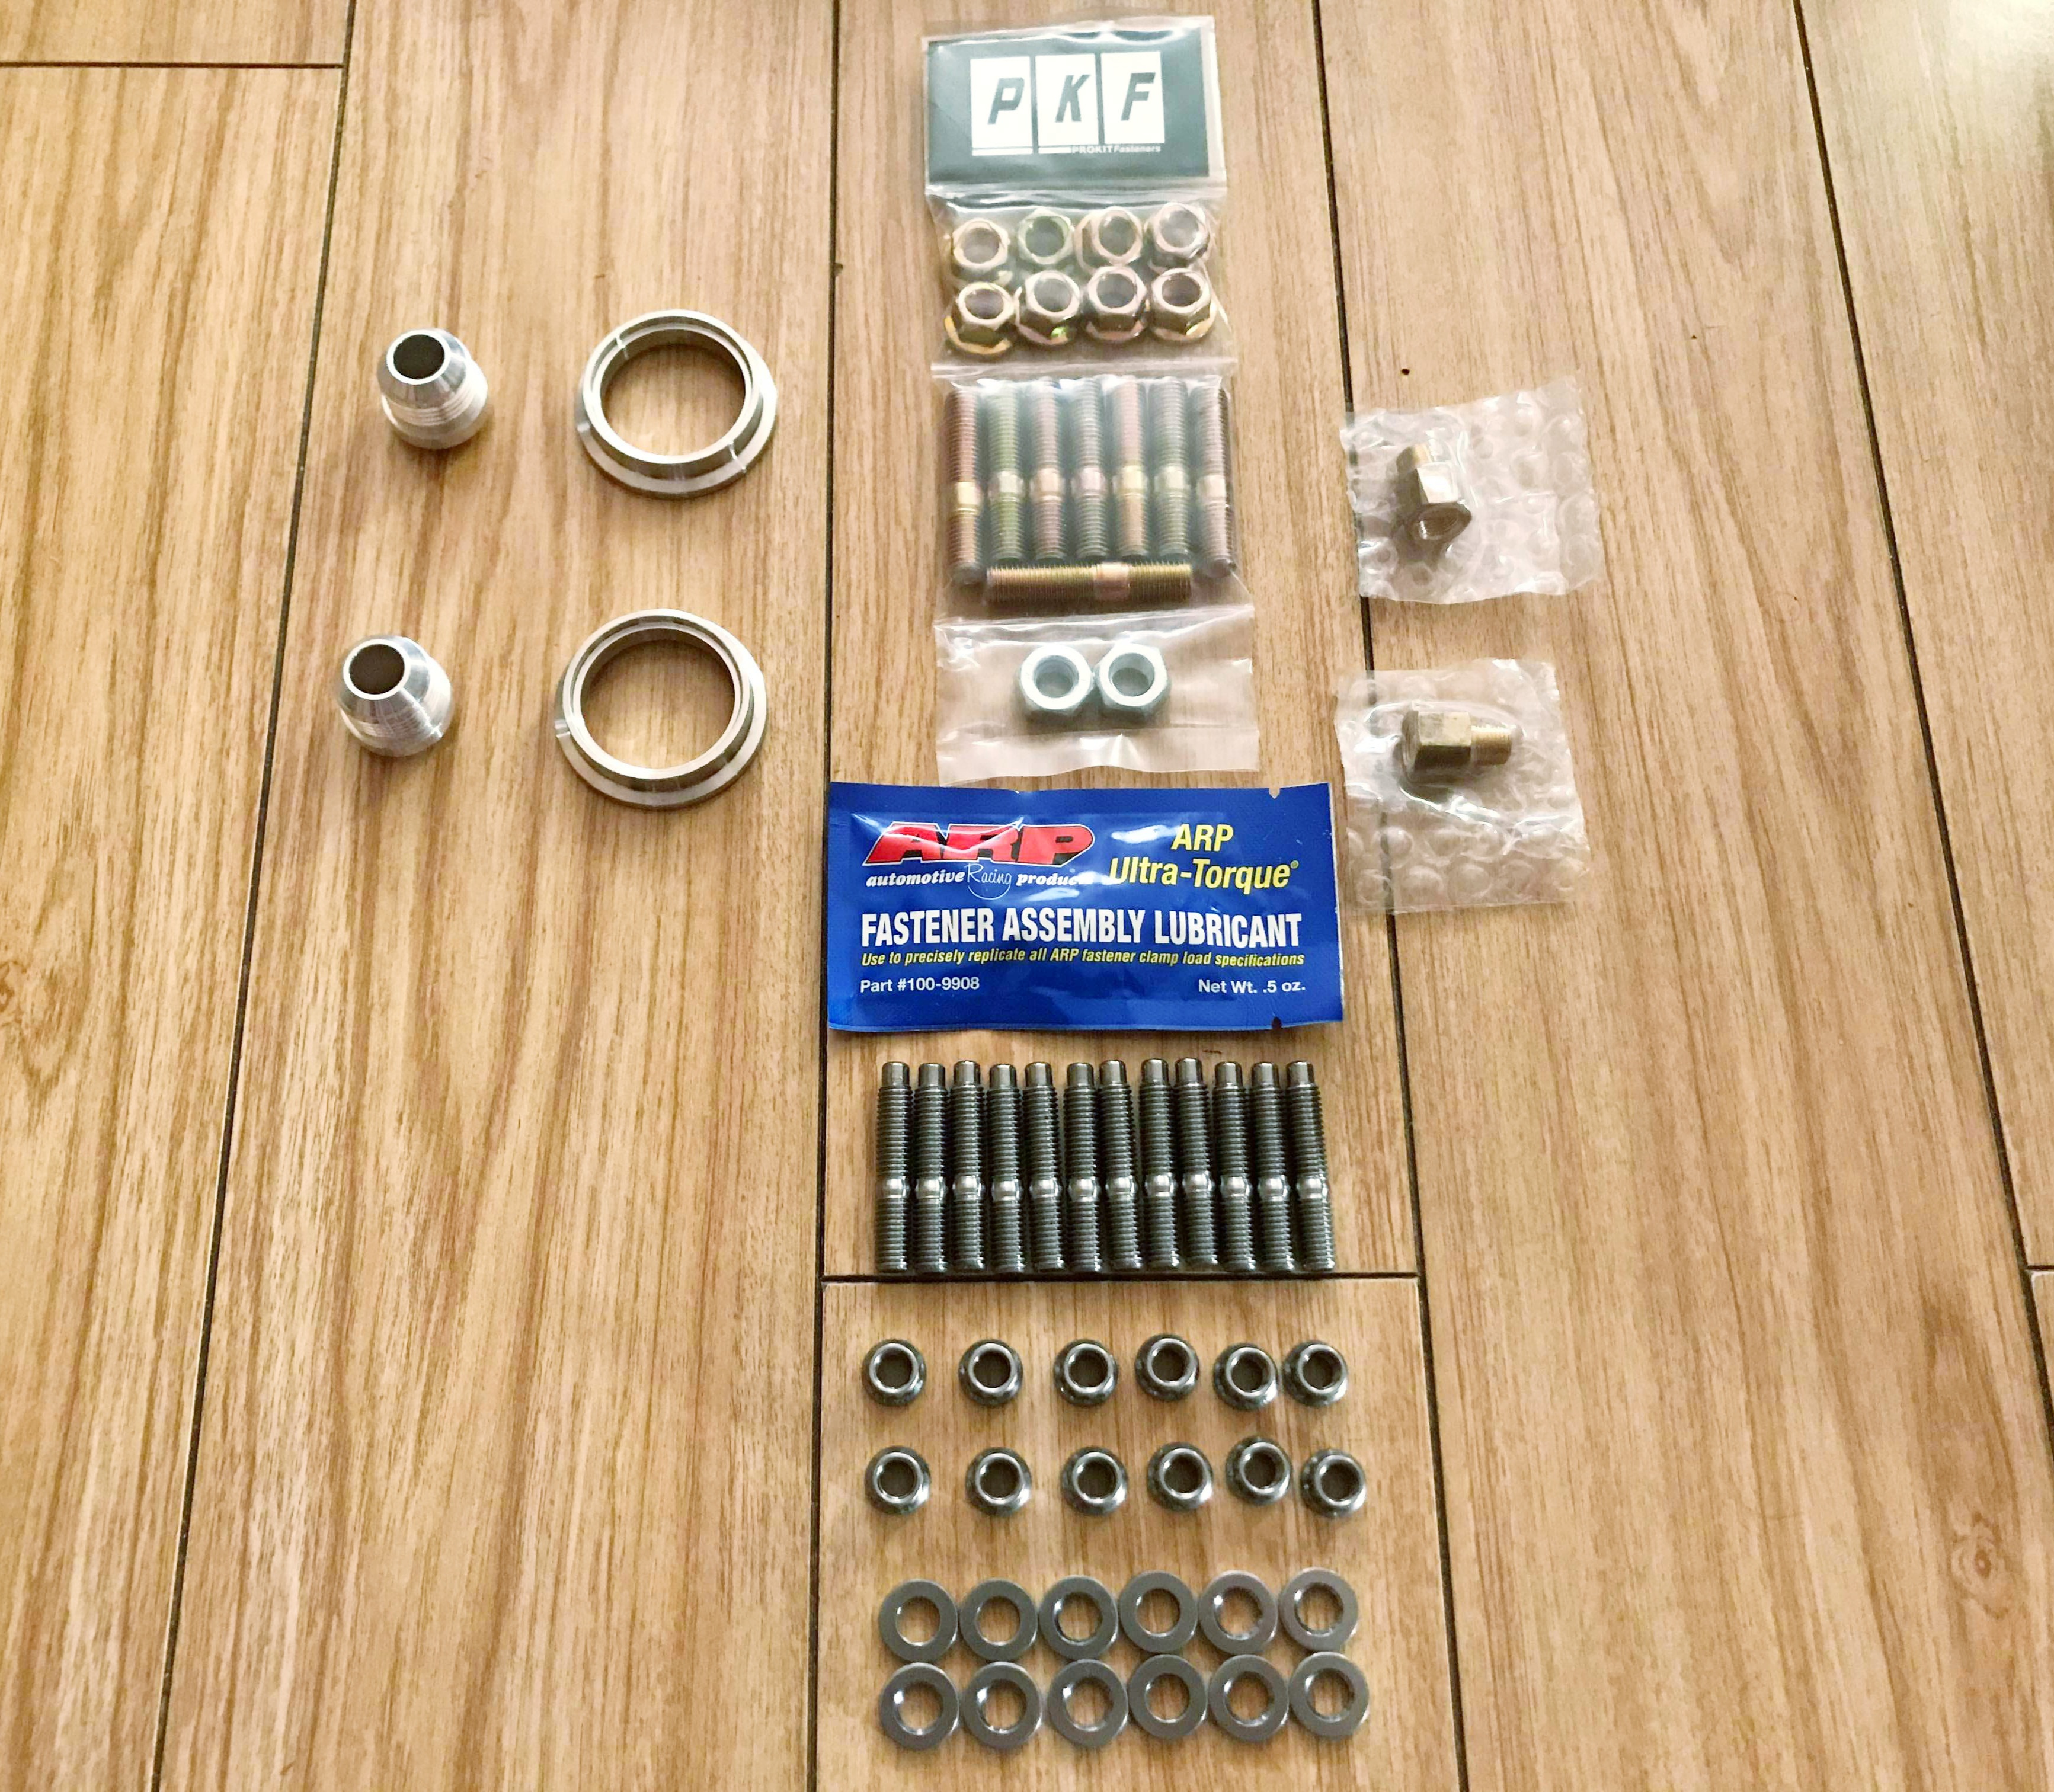 PKF
PROKIT Fasteners
ARP
automotive Racing products
ARP
Ultra-Torque®
FASTENER ASSEMBLY LUBRICANT
Use to precisely replicate all ARP fastener clamp load specifications
Part #100-9908
Net Wt. .5 oz.